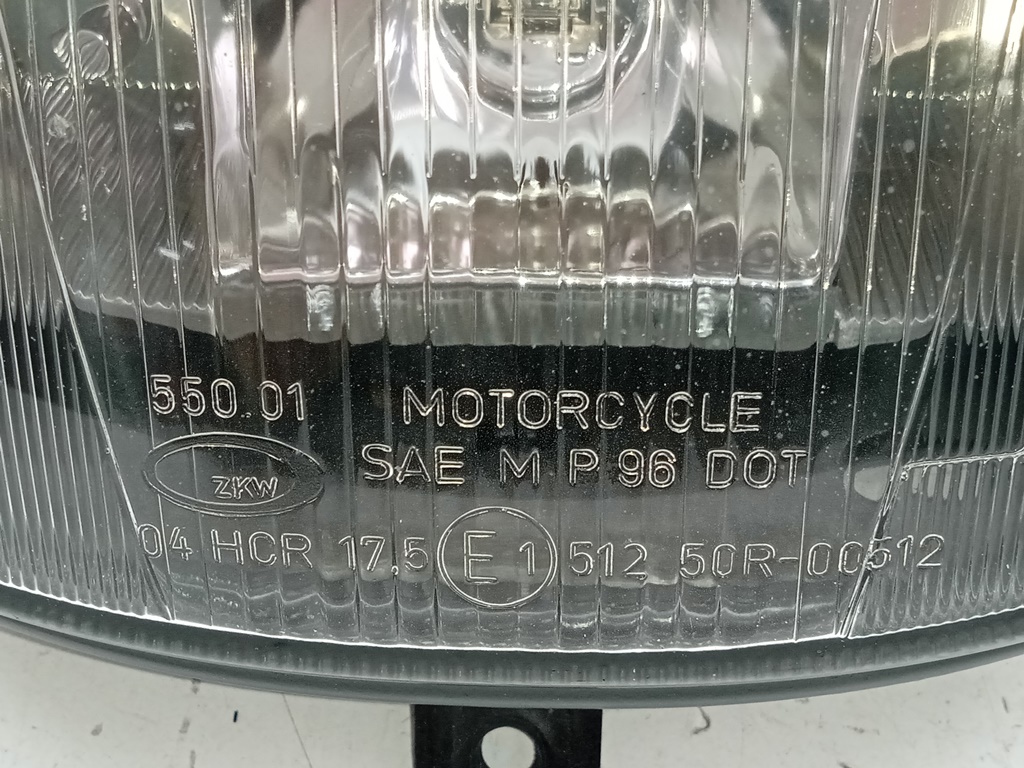 550.01 MOTORCYCLE
ZKW SAE M P 96 DOT
04 HCR 17.5 E 1 512 50R-00512